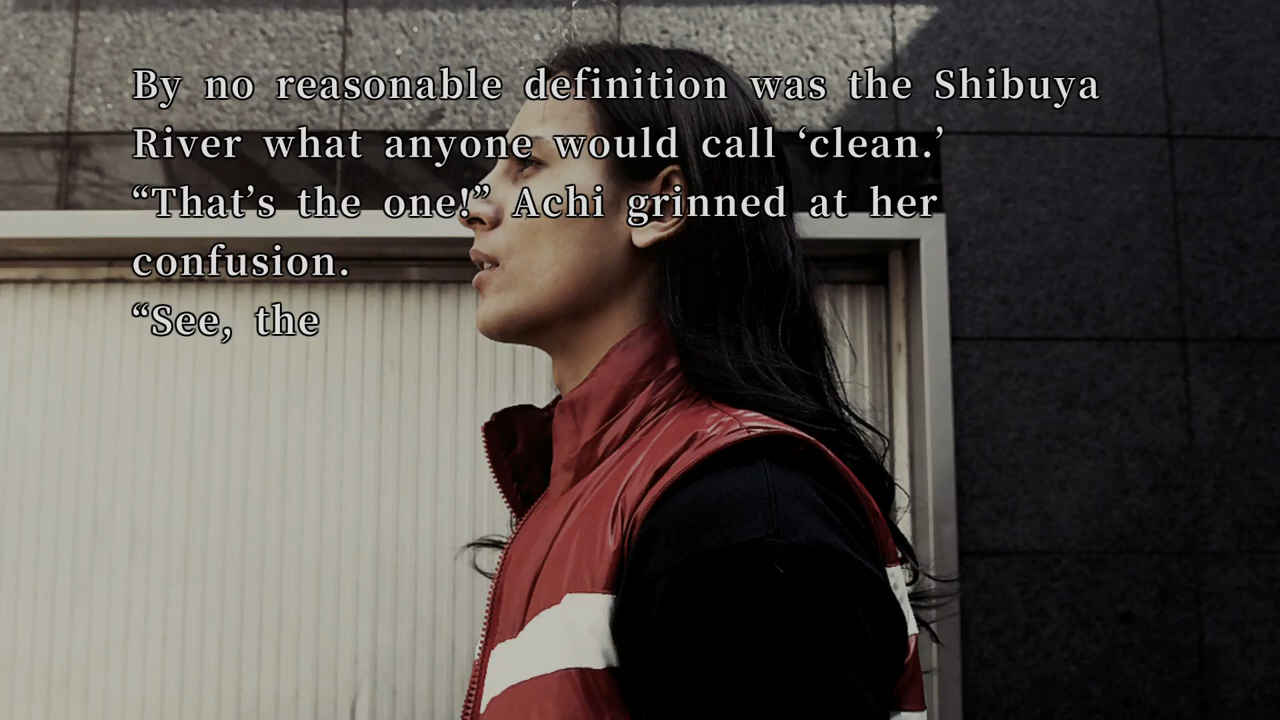 By no reasonable definition was the Shibuya
River what anyone would call ‘clean.’
“That’s the one!” Achi grinned at her
confusion.
“See, the